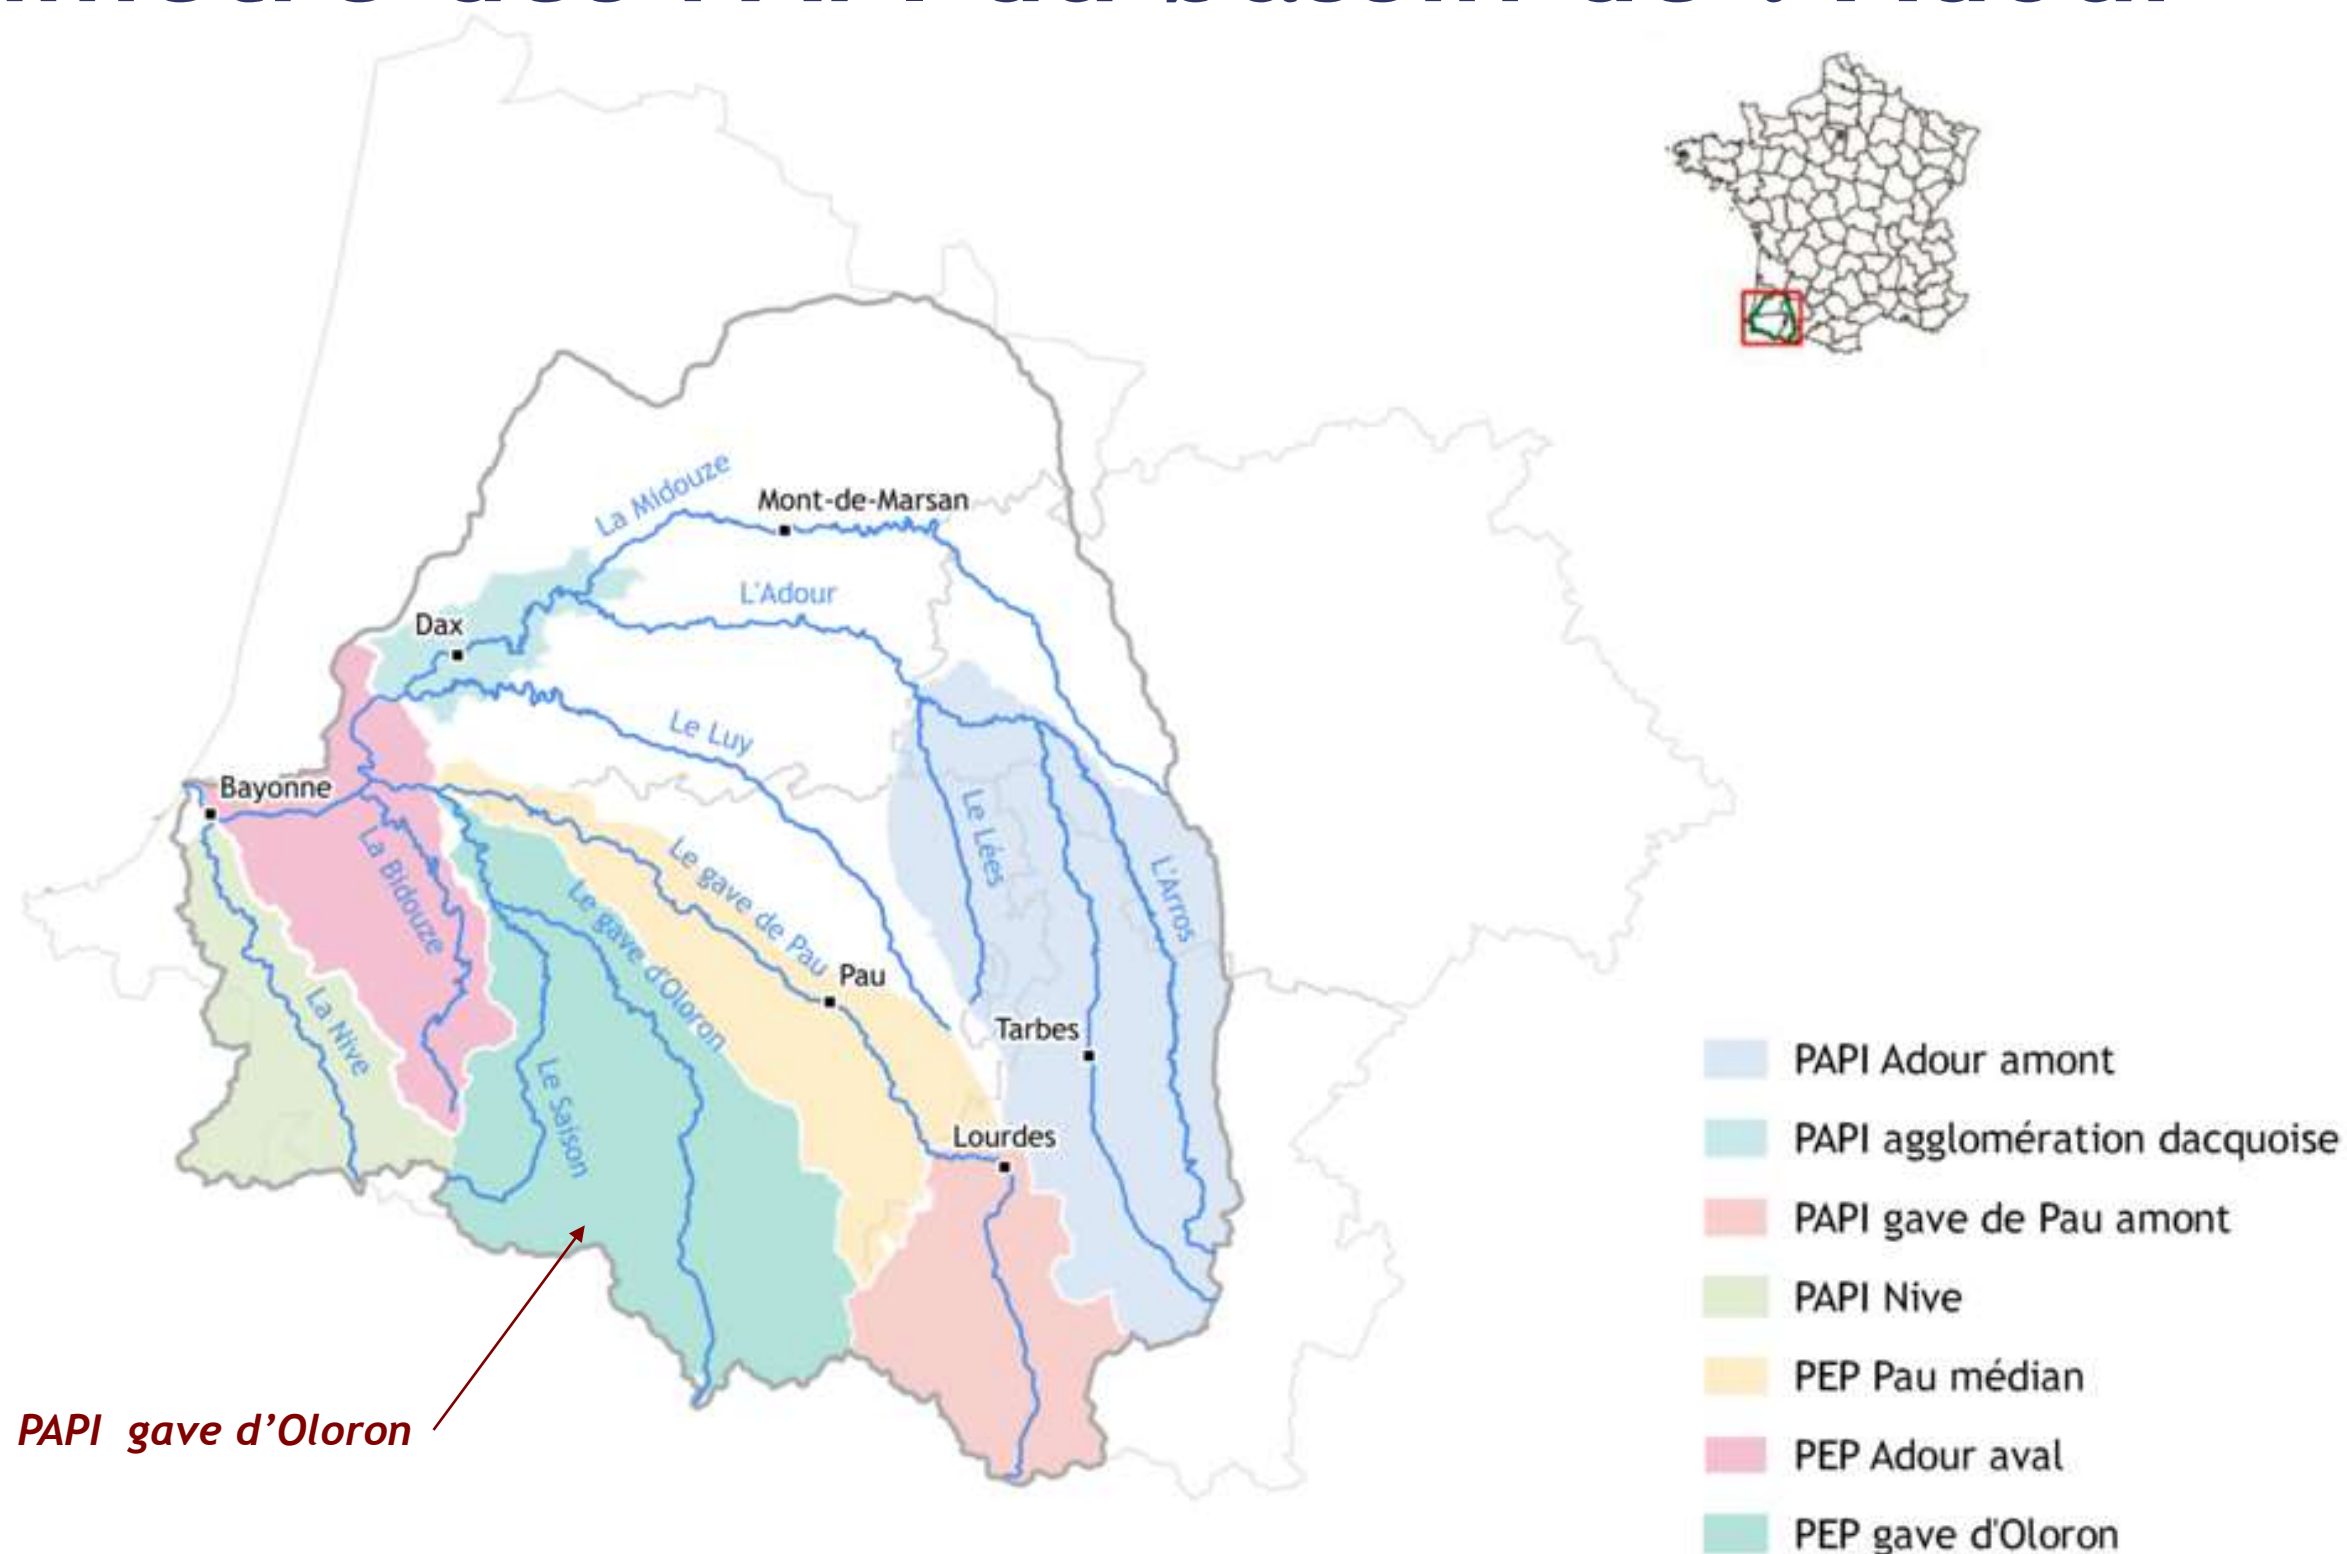 La Midouze
Mont-de-Marsan
L'Adour
Dax
Le Luy
Bayonne
La Bidouze
Le Lées
L'Arros
Le gave de Pau
Le gave d'Oloron
Pau
La Nive
Tarbes
Le Saison
Lourdes
PAPI gave d’Oloron
PAPI Adour amont
PAPI agglomération dacquoise
PAPI gave de Pau amont
PAPI Nive
PEP Pau médian
PEP Adour aval
PEP gave d'Oloron